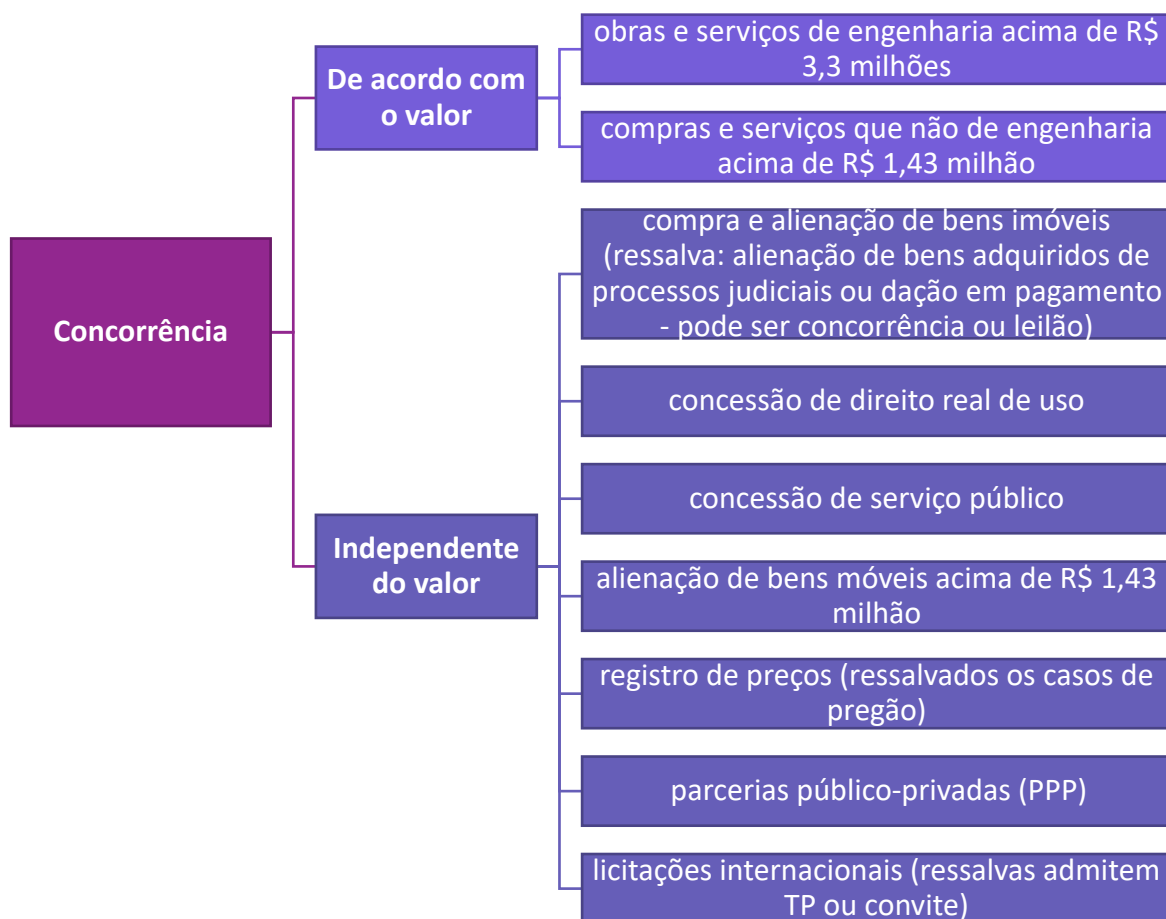 Concorrência
De acordo com
o valor
obras e serviços de engenharia acima de R$
3,3 milhões
compras e serviços que não de engenharia
acima de R$ 1,43 milhão
Independente
do valor
compra e alienação de bens imóveis
(ressalva: alienação de bens adquiridos de
processos judiciais ou dação em pagamento
- pode ser concorrência ou leilão)
concessão de direito real de uso
concessão de serviço público
alienação de bens móveis acima de R$ 1,43
milhão
registro de preços (ressalvados os casos de
pregão)
parcerias público-privadas (PPP)
licitações internacionais (ressalvas admitem
TP ou convite)